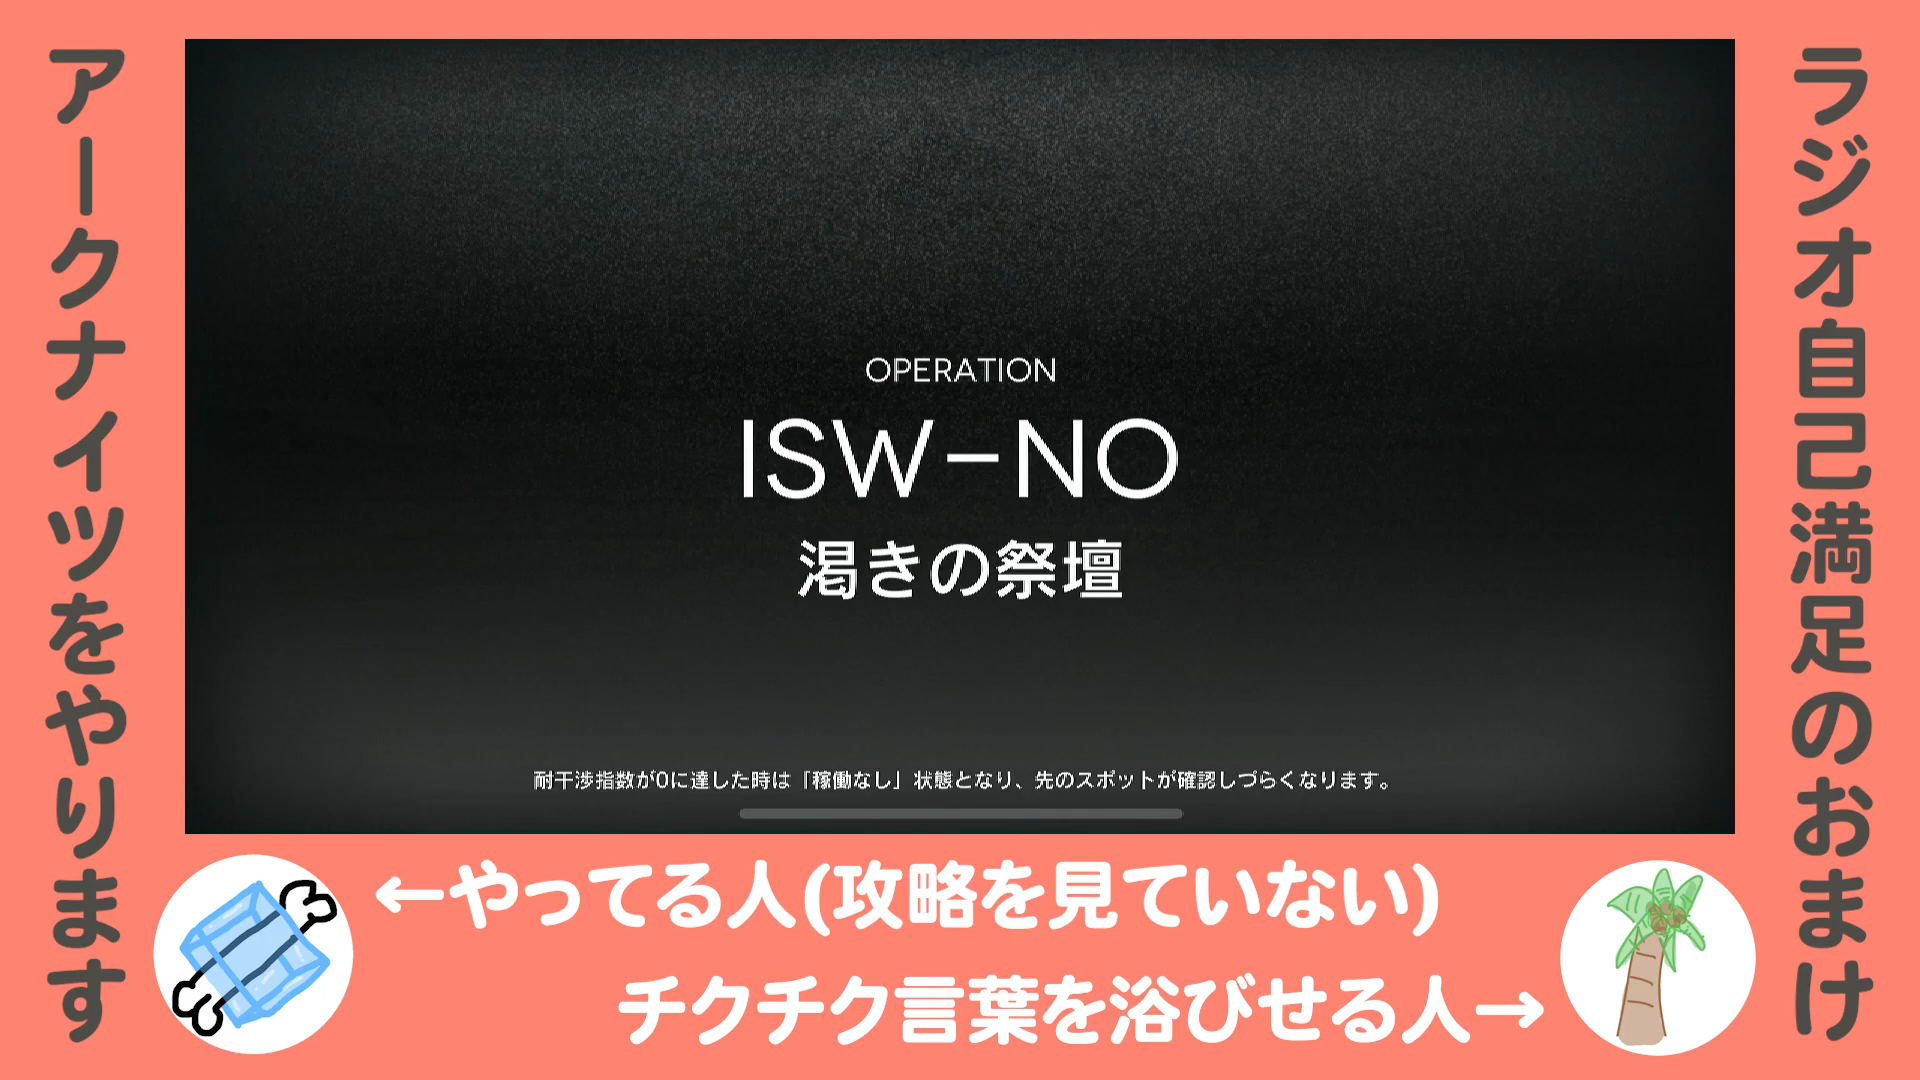 アークナイツをやります
OPERATION
ISW-NO
渇きの祭壇
耐干渉指数が0に達した時は「稼働なし」状態となり、先のスポットが確認しづらくなります。
ラジオ自己満足のおまけ
←やってる人(攻略を見ていない)
チクチク言葉を浴びせる人→